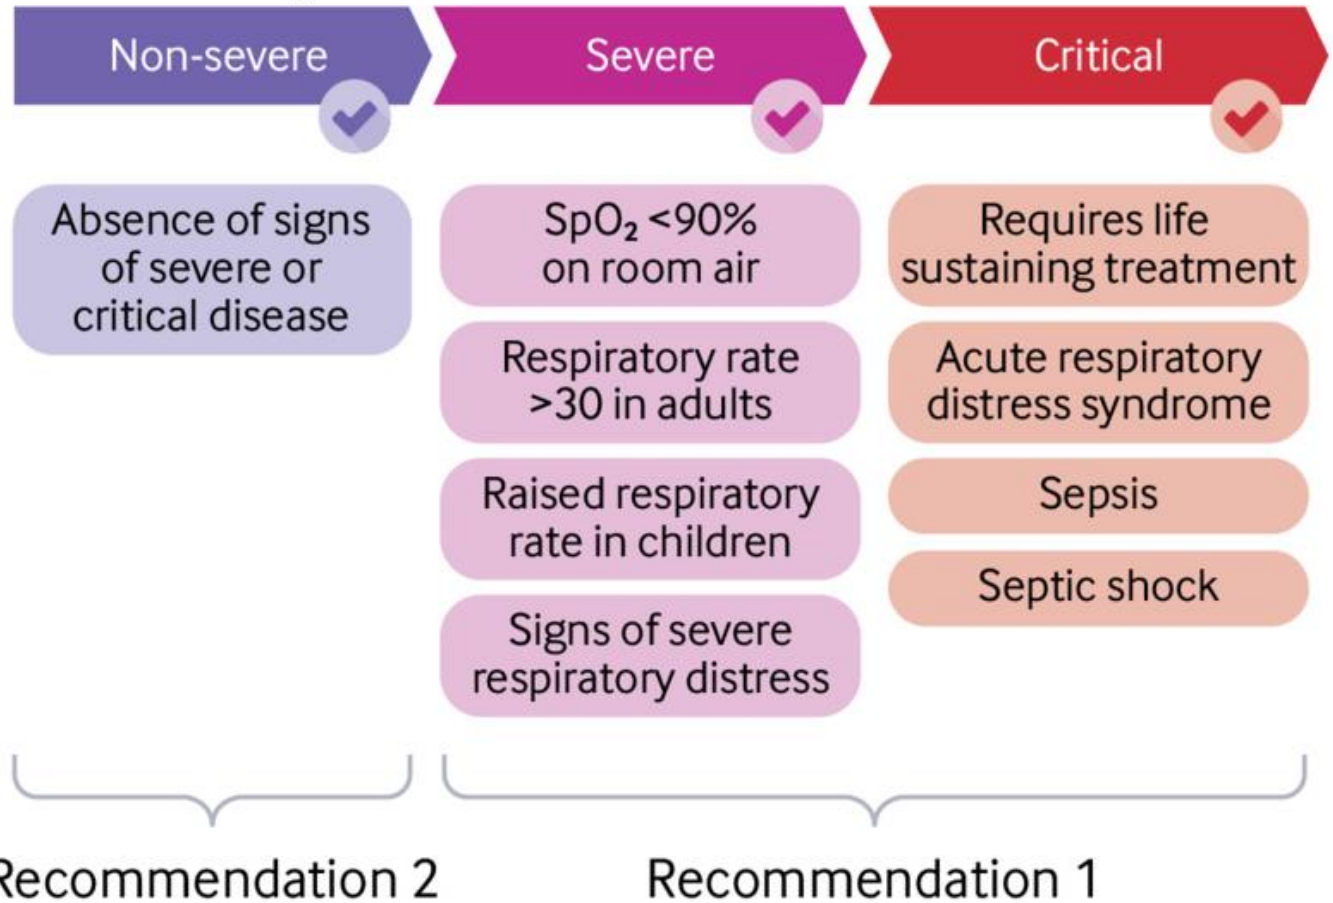 Non-severe
Severe
Critical
Absence of signs
of severe or
critical disease
SpO₂ <90%
on room air
Respiratory rate
>30 in adults
Raised respiratory
rate in children
Signs of severe
respiratory distress
Requires life
sustaining treatment
Acute respiratory
distress syndrome
Sepsis
Septic shock
Recommendation 2
Recommendation 1